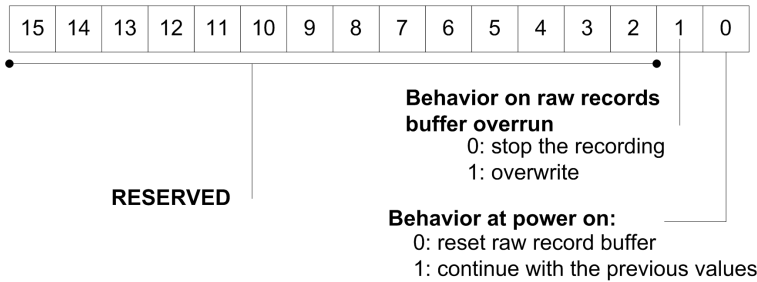 15 14 13 12 11 10 9 8 7 6 5 4 3 2 1 0
Behavior on raw records
buffer overrun
0: stop the recording
1: overwrite
RESERVED
Behavior at power on:
0: reset raw record buffer
1: continue with the previous values